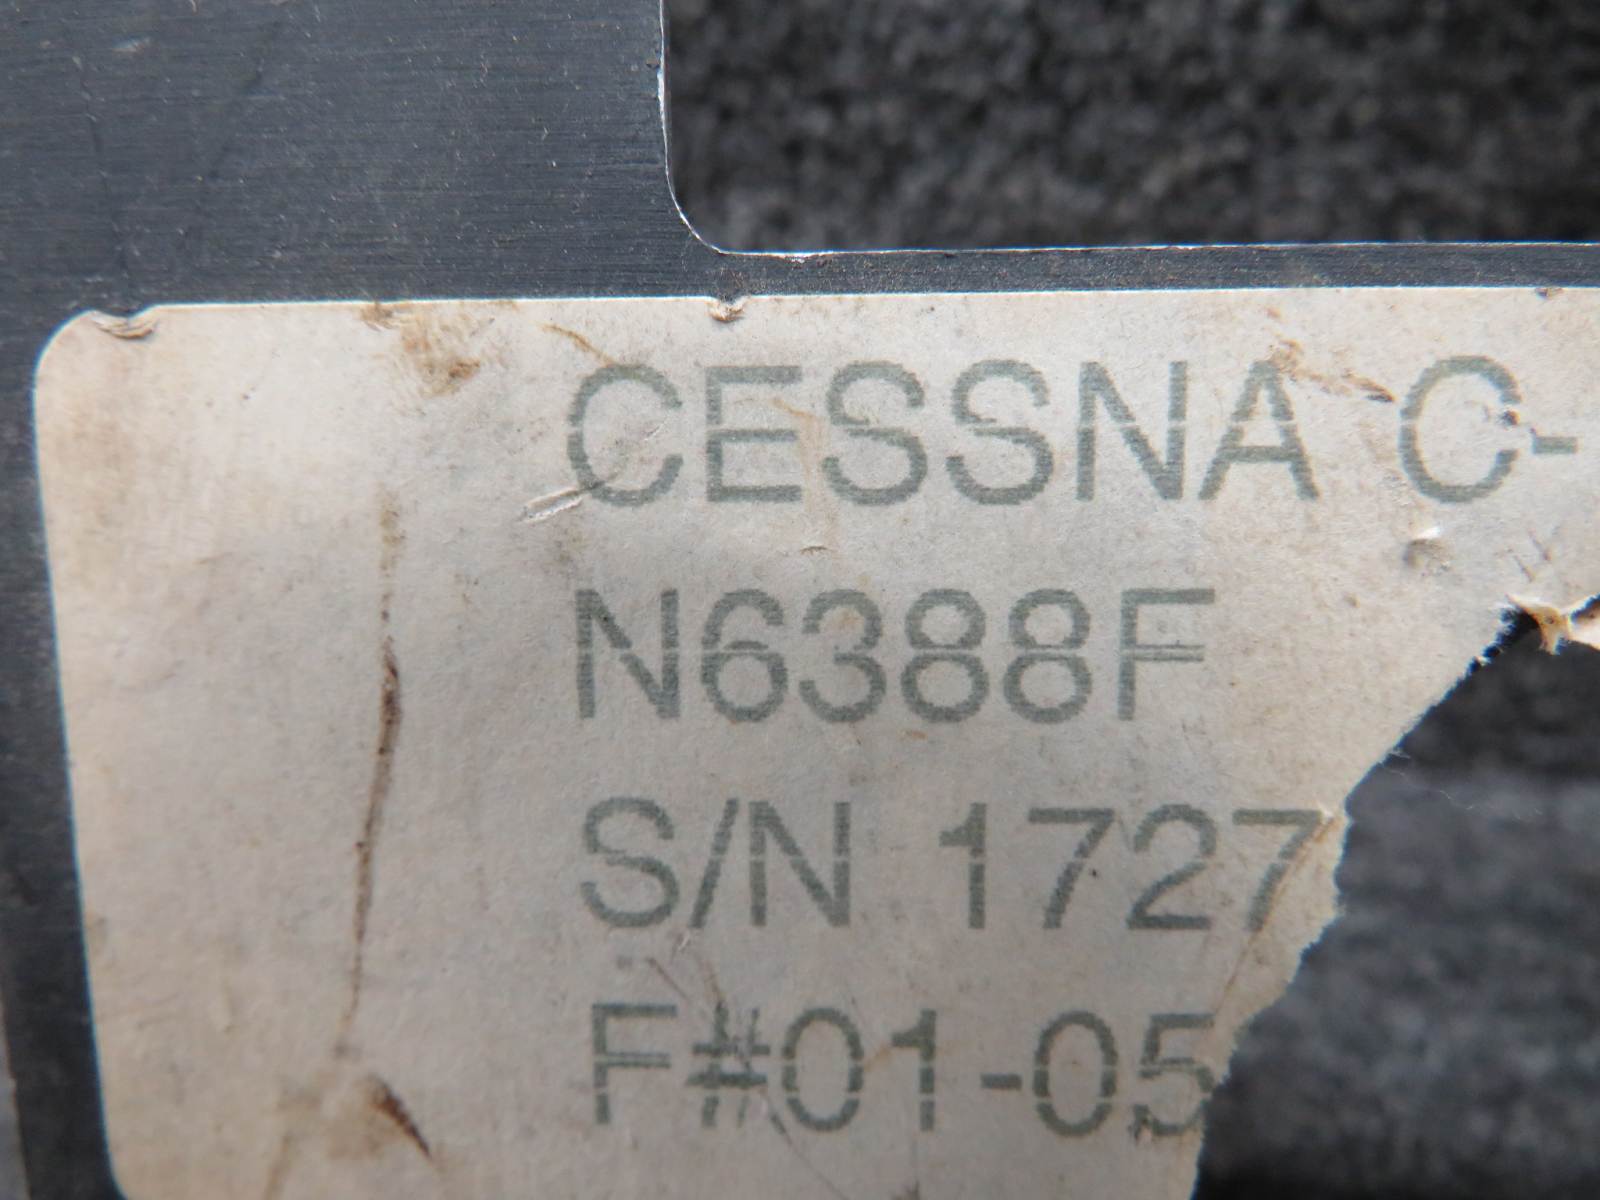 CESSNA C-
N6388F
S/N 1727
F#01-05